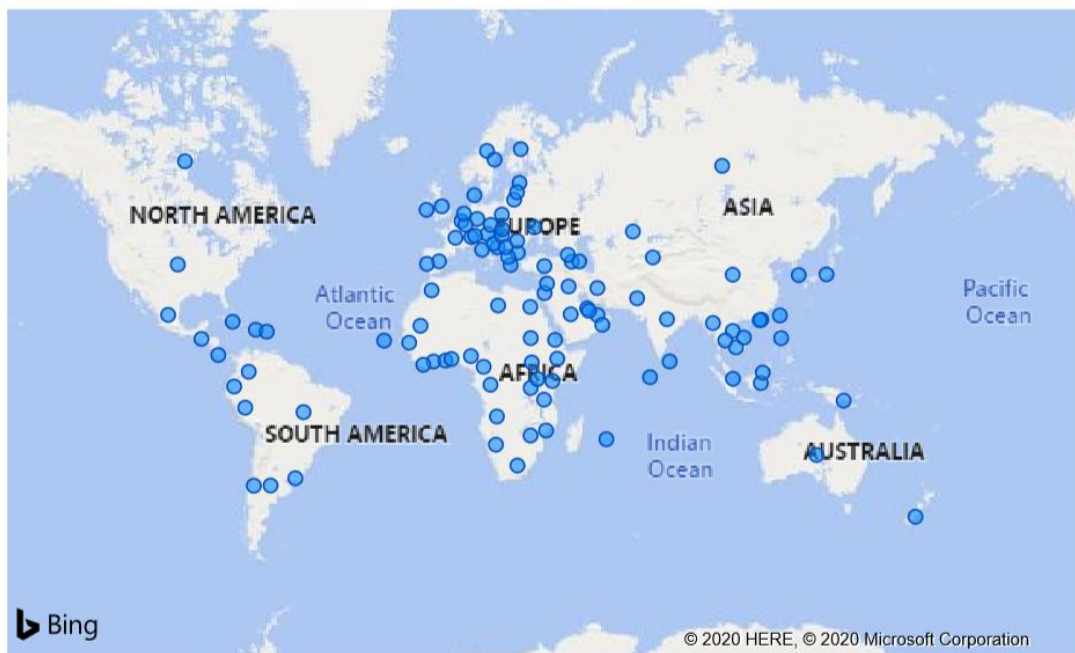 NORTH AMERICA
ASIA
EUROPE
Atlantic
Ocean
Pacific
Ocean
AFRICA
SOUTH AMERICA
Indian
Ocean
AUSTRALIA
Bing
© 2020 HERE, © 2020 Microsoft Corporation